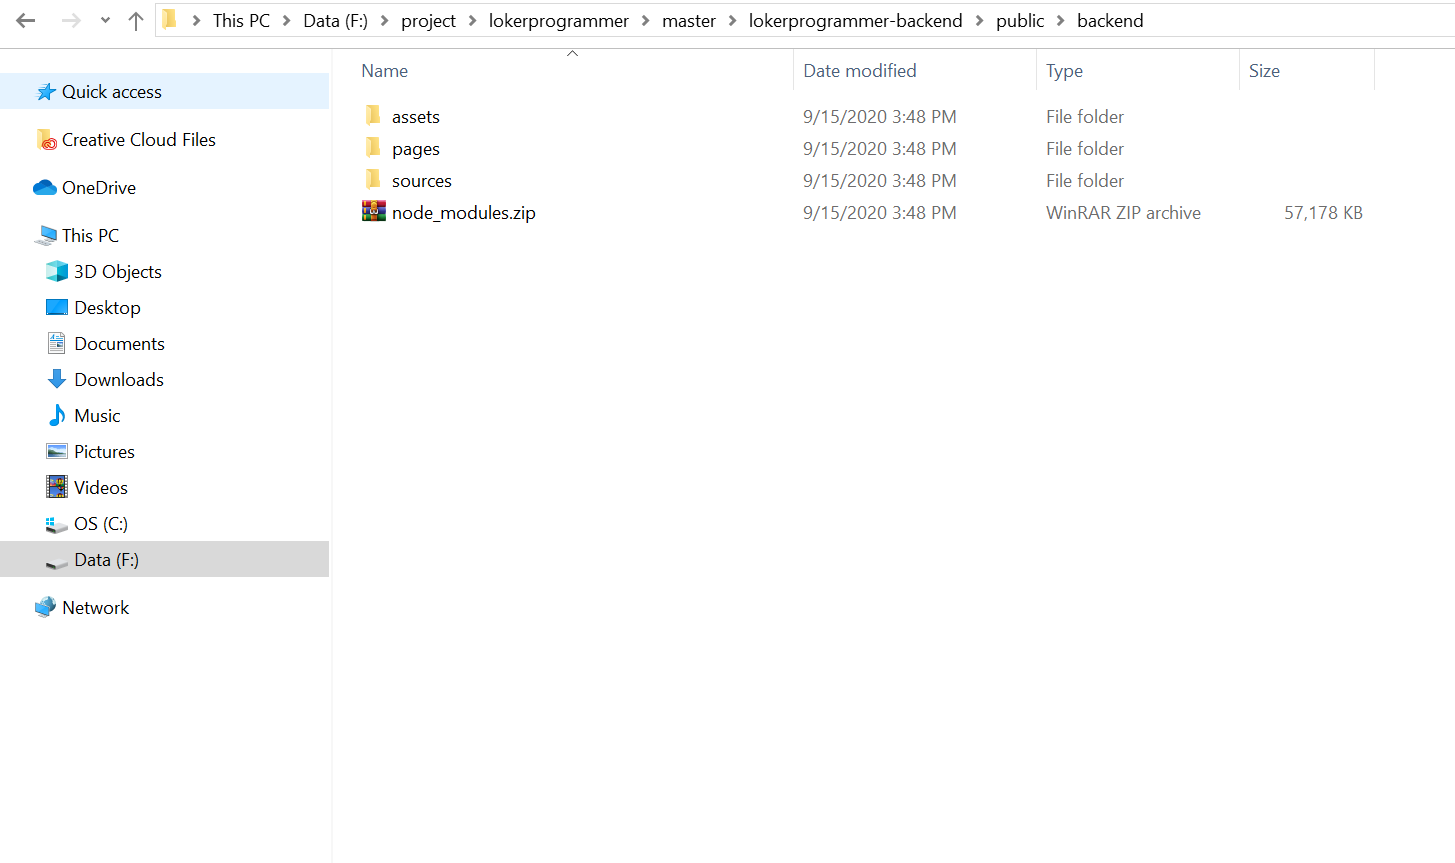 This PC > Data (F:) > project > lokerprogrammer > master > lokerprogrammer-backend > public > backend
Name Date modified Type Size
Quick access
Creative Cloud Files
OneDrive
This PC
3D Objects
Desktop
Documents
Downloads
Music
Pictures
Videos
OS (C:)
Data (F:)
Network
assets 9/15/2020 3:48 PM File folder
pages 9/15/2020 3:48 PM File folder
sources 9/15/2020 3:48 PM File folder
node_modules.zip 9/15/2020 3:48 PM WinRAR ZIP archive 57,178 KB